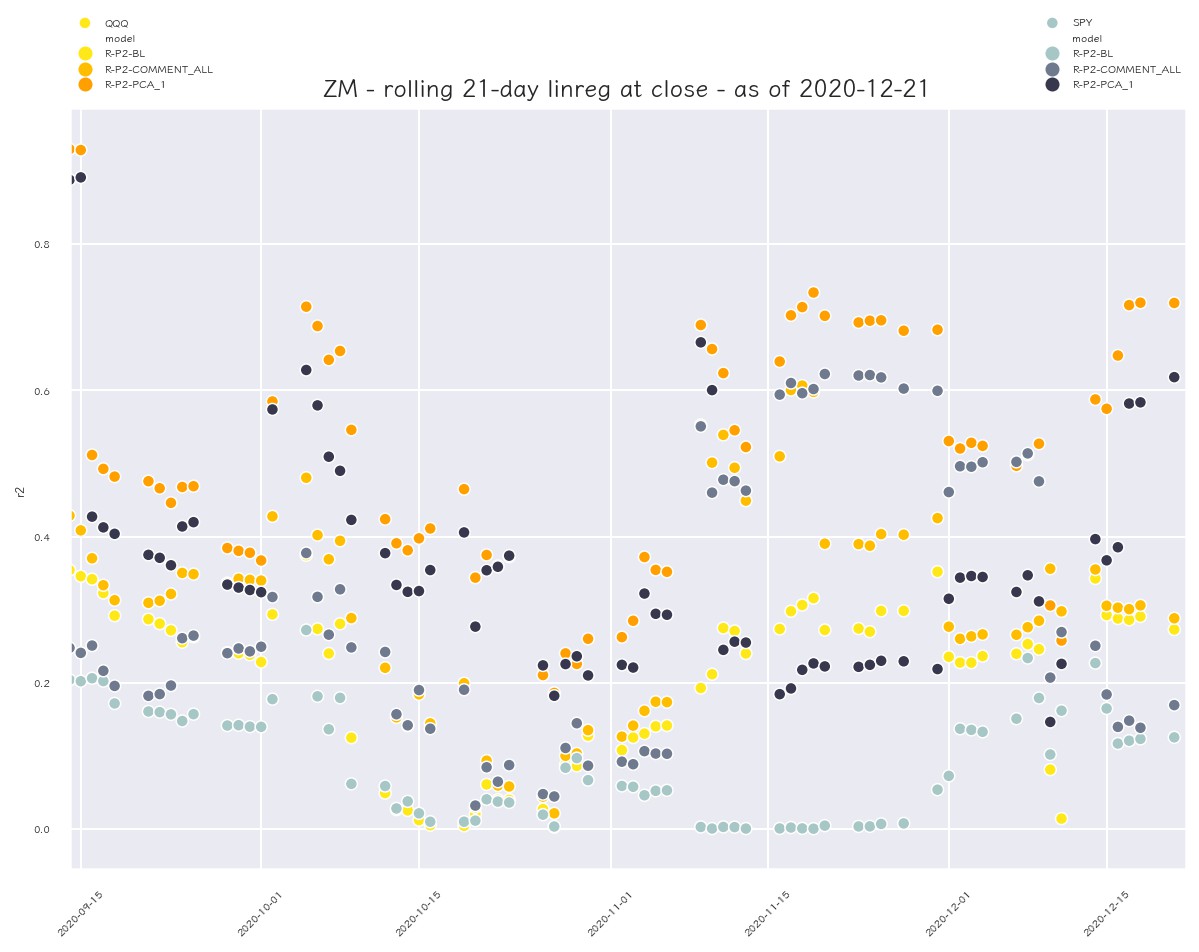 QQQ
model
R-P2-BL
R-P2-COMMENT_ALL
R-P2-PCA_1
SPY
model
R-P2-BL
R-P2-COMMENT_ALL
R-P2-PCA_1
ZM - rolling 21-day linreg at close - as of 2020-12-21
0.8
0.6
0.4
0.2
0.0
r2
2020-09-15
2020-10-01
2020-10-15
2020-11-01
2020-11-15
2020-12-01
2020-12-15